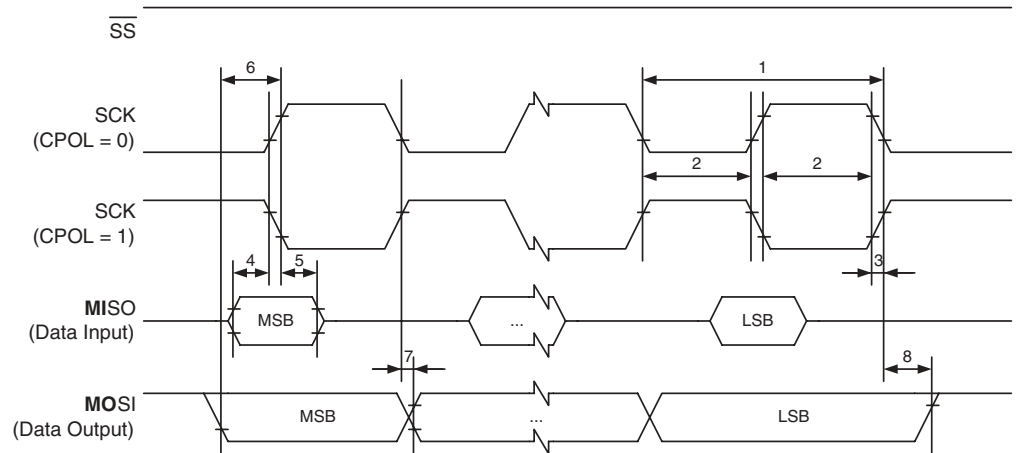 SS
6
1
SCK
(CPOL = 0)
2
2
SCK
(CPOL = 1)
4
5
3
MISO
(Data Input)
MSB
...
LSB
7
8
MOSI
(Data Output)
MSB
...
LSB